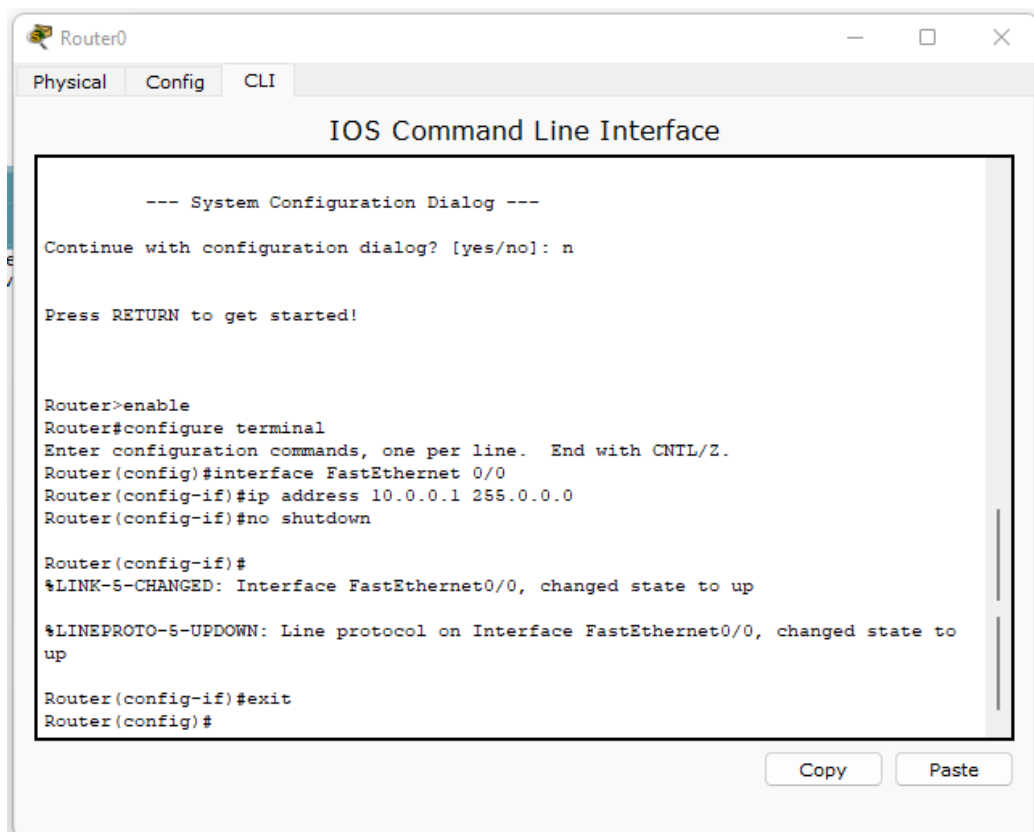 Router0
Physical Config CLI
IOS Command Line Interface
--- System Configuration Dialog ---
Continue with configuration dialog? [yes/no]: n
Press RETURN to get started!
Router>enable
Router#configure terminal
Enter configuration commands, one per line.  End with CNTL/Z.
Router(config)#interface FastEthernet 0/0
Router(config-if)#ip address 10.0.0.1 255.0.0.0
Router(config-if)#no shutdown
Router(config-if)#
%LINK-5-CHANGED: Interface FastEthernet0/0, changed state to up
%LINEPROTO-5-UPDOWN: Line protocol on Interface FastEthernet0/0, changed state to
up
Router(config-if)#exit
Router(config)#
Copy Paste